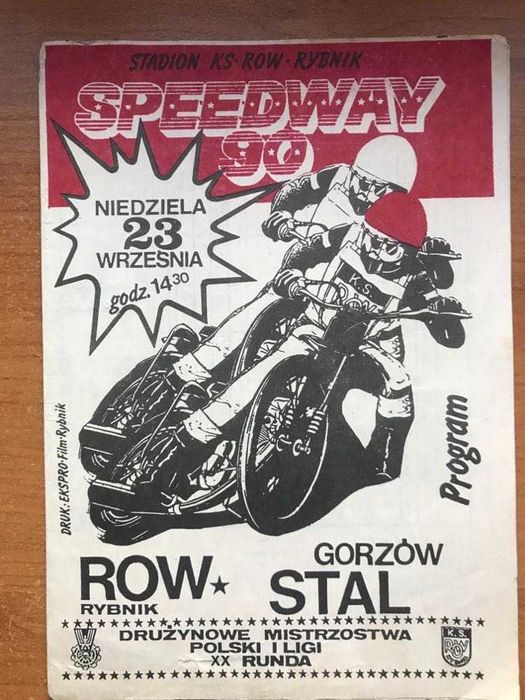 STADION KS·ROW·RYBNIK
SPEEDWAY
90
NIEDZIELA
23
WRZEŚNIA
godz. 14 30
K.S.
DRUK: EKSPRO-Film-Rybnik
Program
ROW★
RYBNIK
GORZÓW
STAL
DRUŻYNOWE MISTRZOSTWA
POLSKI I LIGI
XX RUNDA
K.S.
ROW